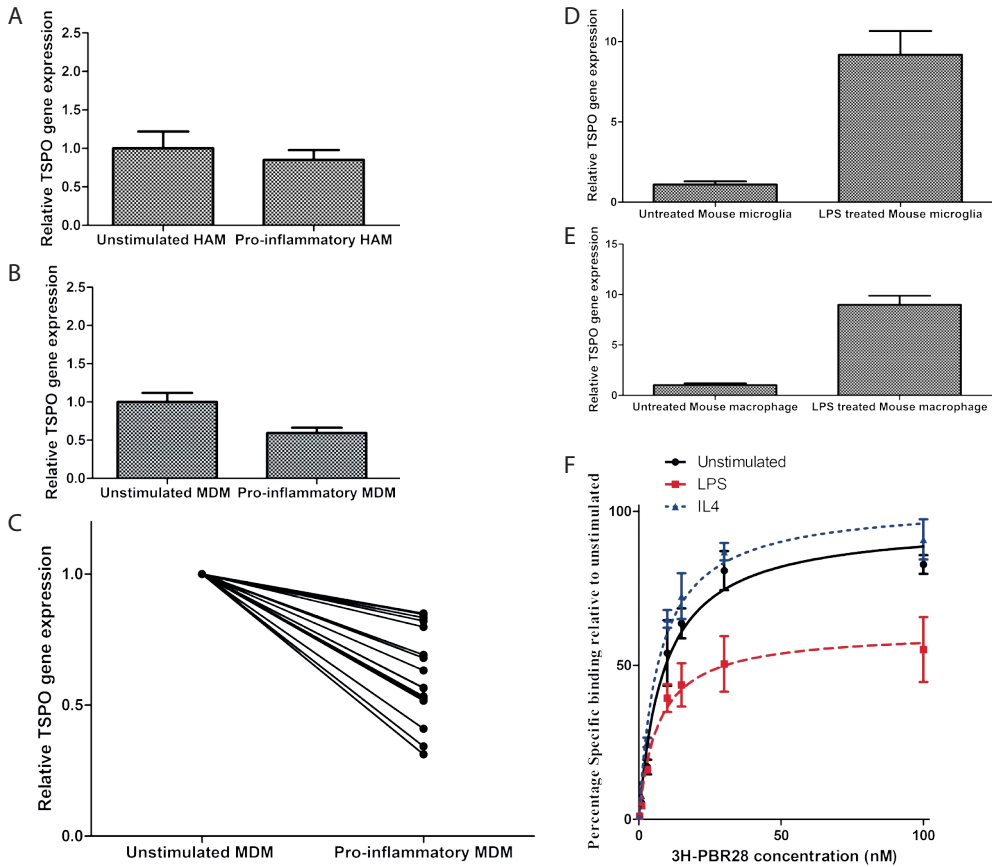 A
Relative TSPO gene expression
2.5
2.0
1.5
1.0
0.5
0.0
Unstimulated HAM
Pro-inflammatory HAM
B
Relative TSPO gene expression
2.5
2.0
1.5
1.0
0.5
0.0
Unstimulated MDM
Pro-inflammatory MDM
C
Relative TSPO gene expression
1.0
0.5
0.0
Unstimulated MDM
Pro-inflammatory MDM
D
Relative TSPO gene expression
10
5
0
Untreated Mouse microglia
LPS treated Mouse microglia
E
Relative TSPO gene expression
15
10
5
0
Untreated Mouse macrophage
LPS treated Mouse macrophage
F
Unstimulated
LPS
IL4
Percentage Specific binding relative to unstimulated
100
50
0
0
50
100
3H-PBR28 concentration (nM)